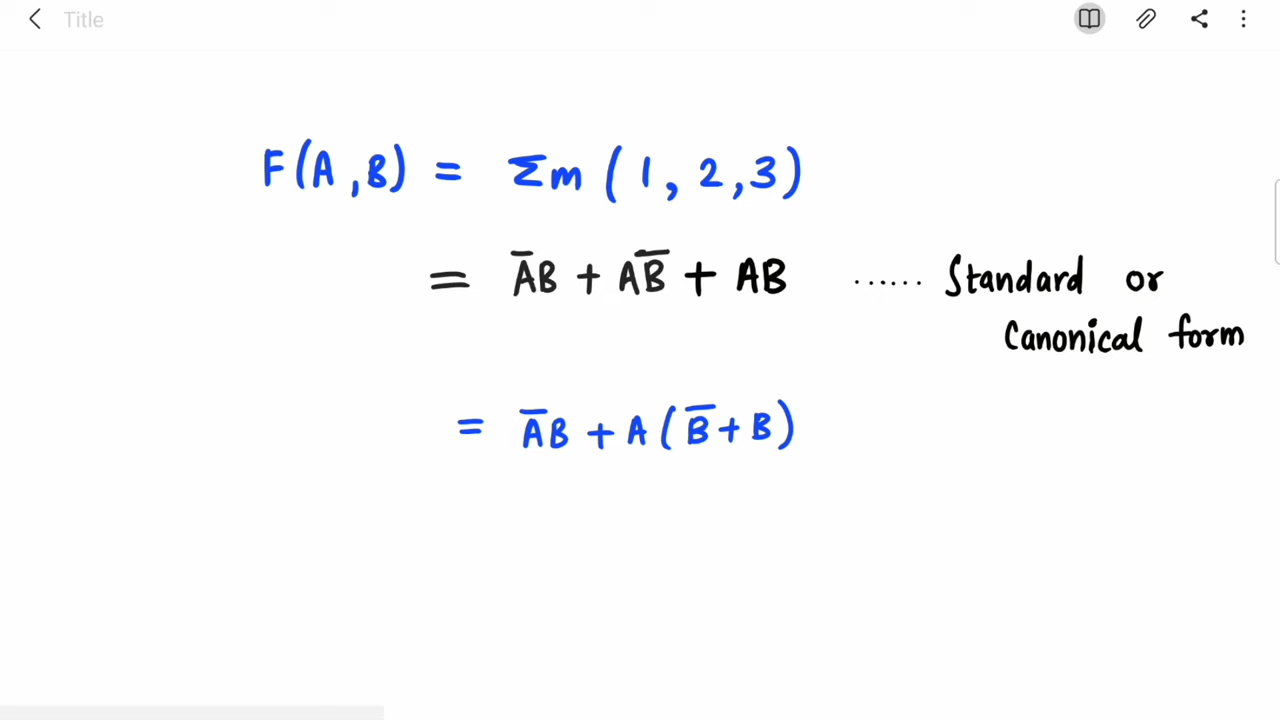 Title
F(A,B) = Σm(1,2,3)
= A̅B + AB̅ + AB ...... Standard or
Canonical form
= A̅B + A(B̅+B)